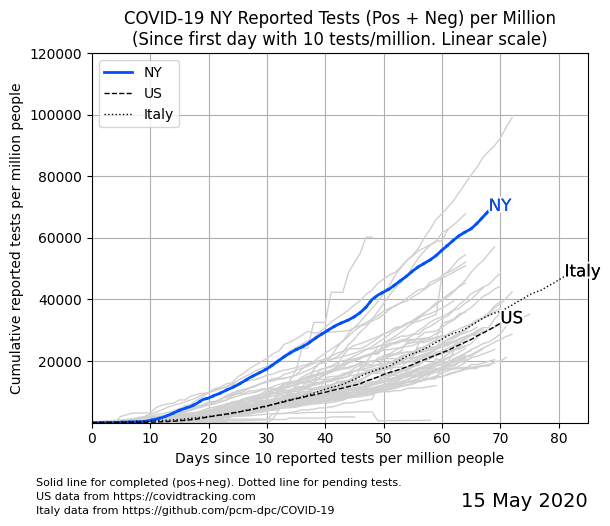 COVID-19 NY Reported Tests (Pos + Neg) per Million
(Since first day with 10 tests/million. Linear scale)
Cumulative reported tests per million people
120000
100000
80000
60000
40000
20000
NY
US
Italy
NY
Italy
US
0 10 20 30 40 50 60 70 80
Days since 10 reported tests per million people
Solid line for completed (pos+neg). Dotted line for pending tests.
US data from https://covidtracking.com
Italy data from https://github.com/pcm-dpc/COVID-19
15 May 2020